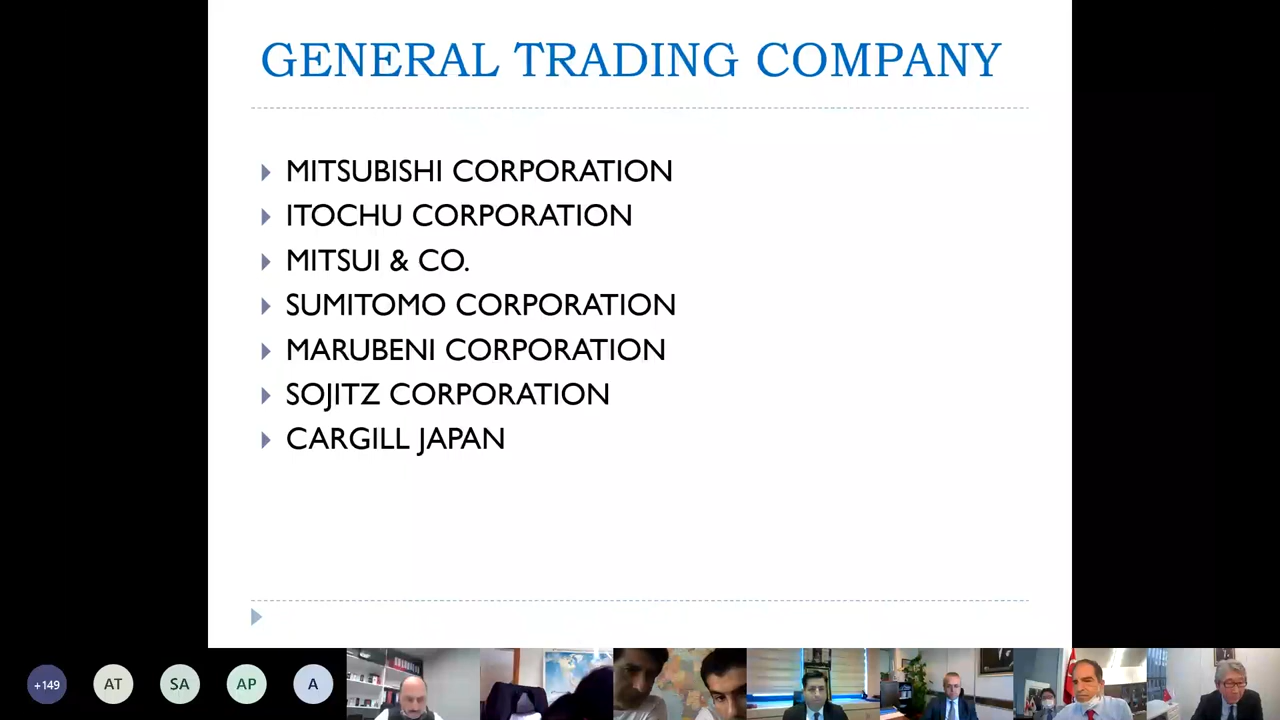 GENERAL TRADING COMPANY
MITSUBISHI CORPORATION
ITOCHU CORPORATION
MITSUI & CO.
SUMITOMO CORPORATION
MARUBENI CORPORATION
SOJITZ CORPORATION
CARGILL JAPAN
+149
AT
SA
AP
A